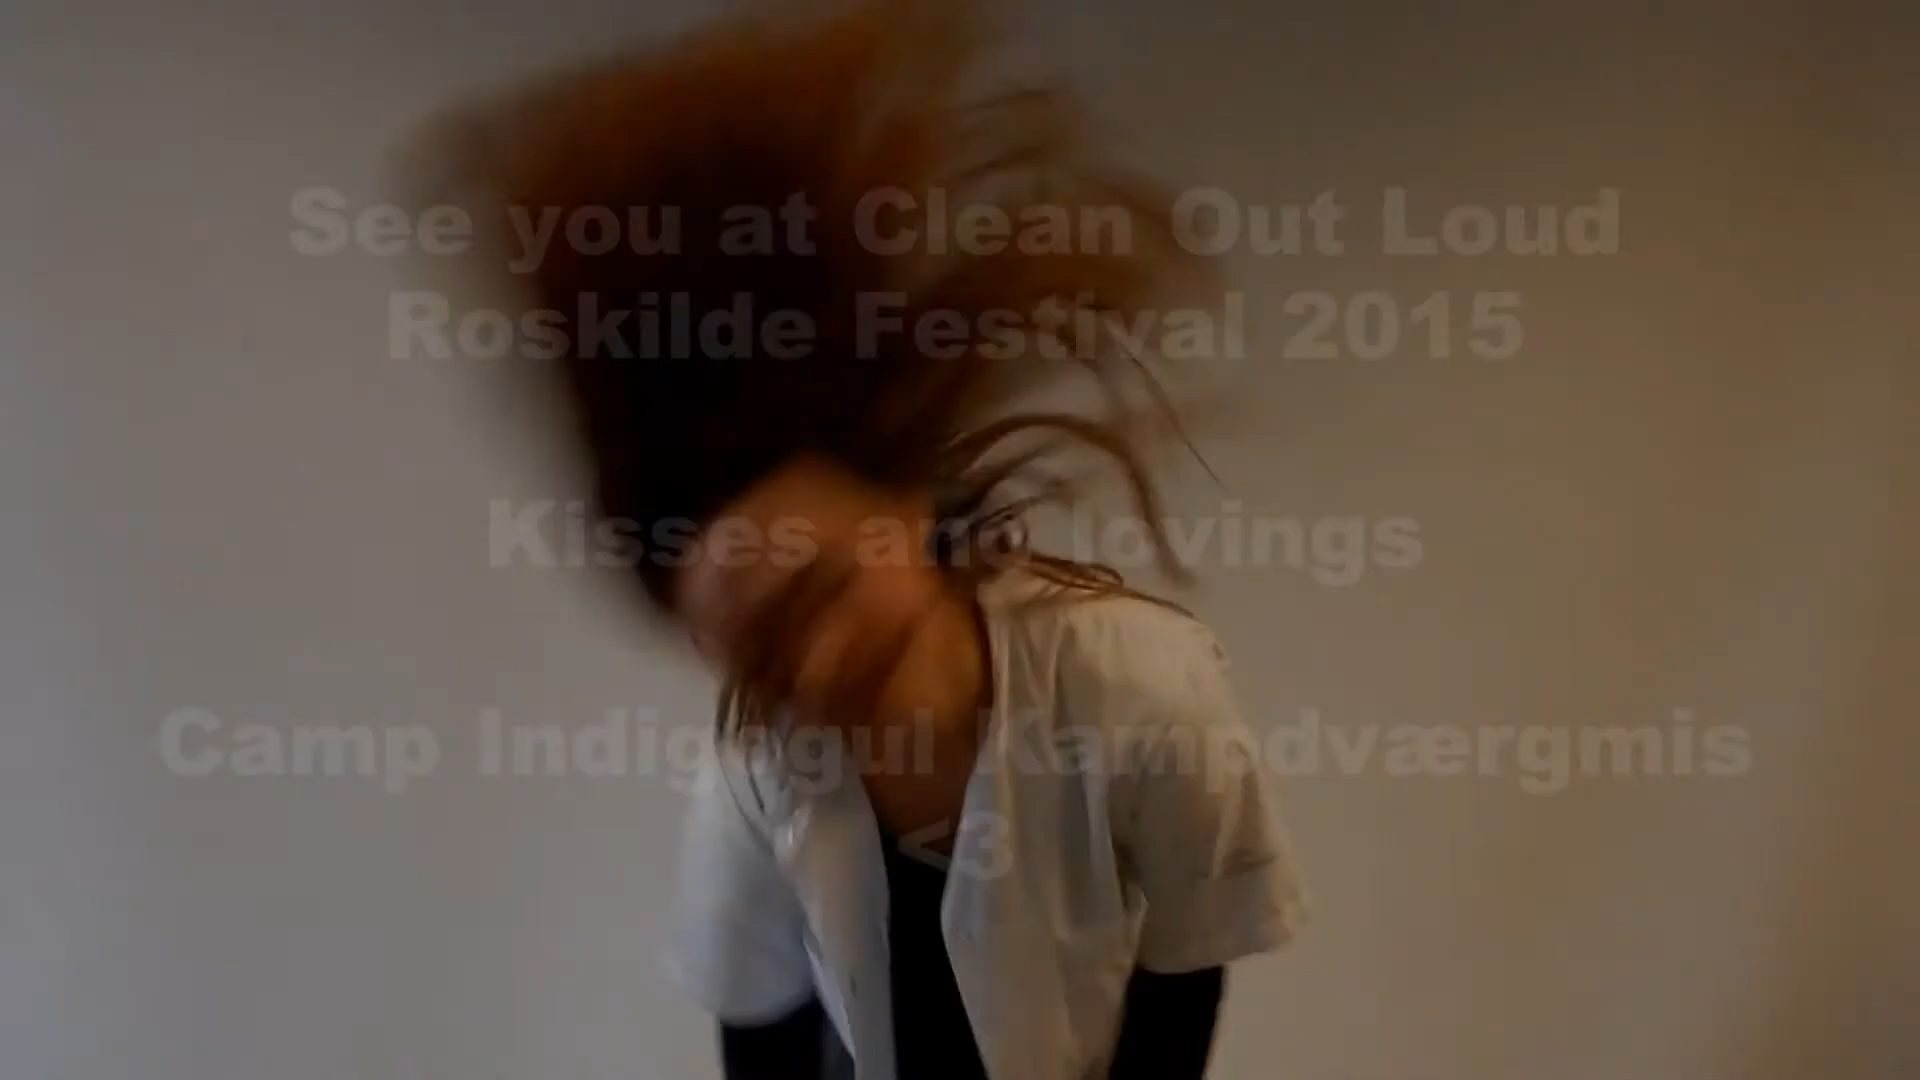 See you at Clean Out Loud
Roskilde Festival 2015
Kisses and lovings
Camp Indigogul Kampdværgmis
<3